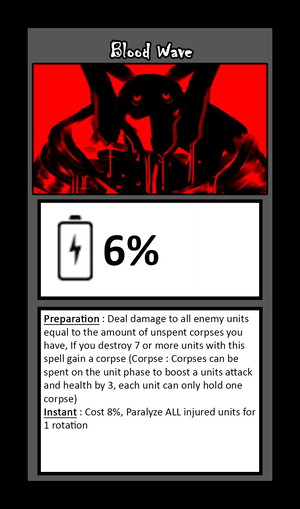 Blood Wave
6%
Preparation : Deal damage to all enemy units
equal to the amount of unspent corpses you
have, If you destroy 7 or more units with this
spell gain a corpse (Corpse : Corpses can be
spent on the unit phase to boost a units attack
and health by 3, each unit can only hold one
corpse)
Instant : Cost 8%, Paralyze ALL injured units for
1 rotation